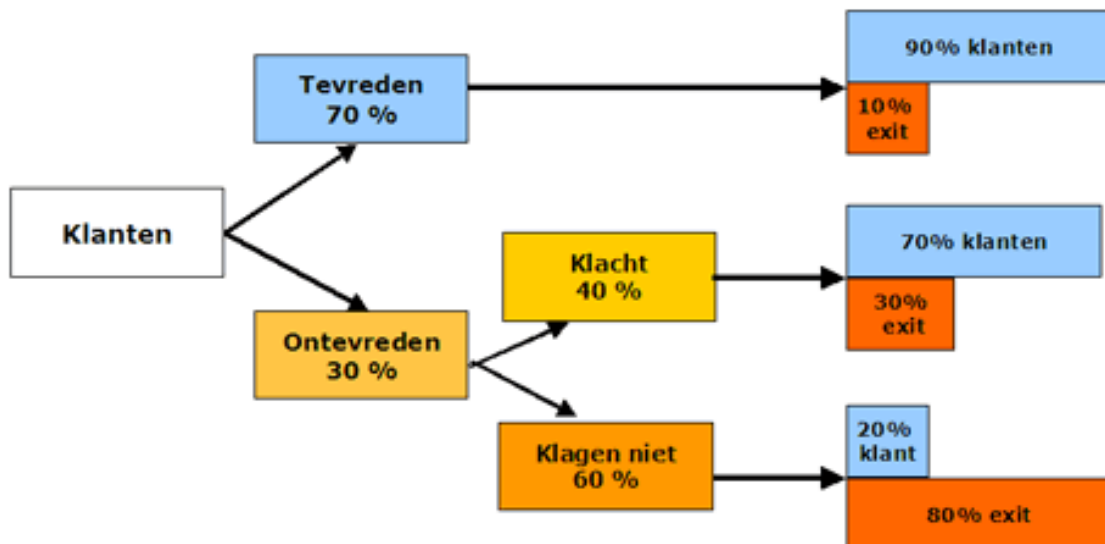 Klanten
Tevreden
70 %
90% klanten
10%
exit
Ontevreden
30 %
Klacht
40 %
70% klanten
30%
exit
Klagen niet
60 %
20%
klant
80% exit